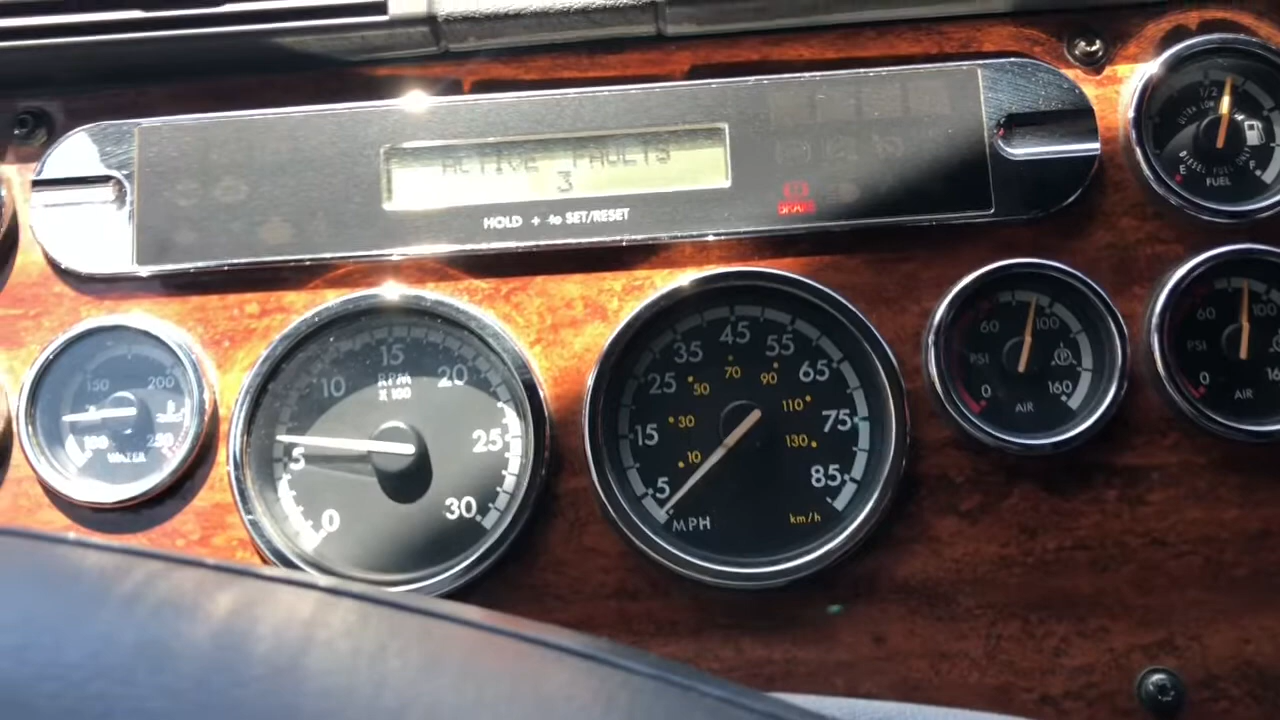 ACTIVE FAULTS
3
HOLD + to SET/RESET
BRAKE
1/2
ULTRA LOW
DIESEL FUEL ONLY
E F
FUEL
150 200
100 250
WATER
15
10 20
RPM
X 100
5 25
0 30
45
35 55
25 65
15 75
5 85
70
50 90
30 110
10 130
MPH km/h
60 100
PSI
0 160
AIR
60 100
PSI
0 16
AIR